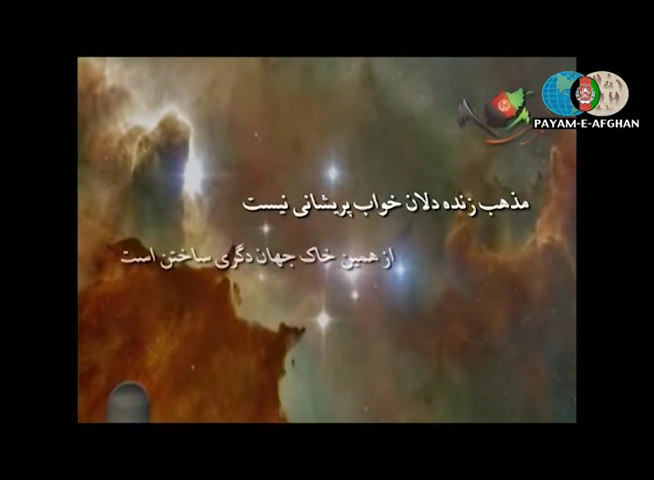 PAYAM-E-AFGHAN
مذهب زنده دلان خواب پریشانی نیست
از همین خاک جهان دگری ساختن است